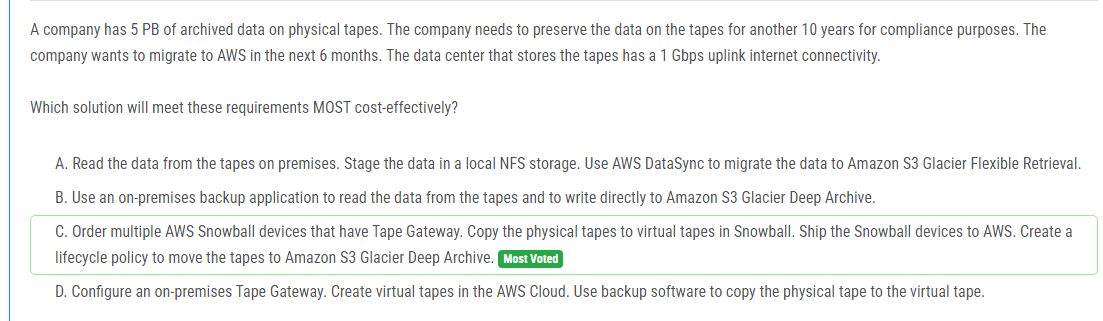 A company has 5 PB of archived data on physical tapes. The company needs to preserve the data on the tapes for another 10 years for compliance purposes. The
company wants to migrate to AWS in the next 6 months. The data center that stores the tapes has a 1 Gbps uplink internet connectivity.
Which solution will meet these requirements MOST cost-effectively?
A. Read the data from the tapes on premises. Stage the data in a local NFS storage. Use AWS DataSync to migrate the data to Amazon S3 Glacier Flexible Retrieval.
B. Use an on-premises backup application to read the data from the tapes and to write directly to Amazon S3 Glacier Deep Archive.
C. Order multiple AWS Snowball devices that have Tape Gateway. Copy the physical tapes to virtual tapes in Snowball. Ship the Snowball devices to AWS. Create a
lifecycle policy to move the tapes to Amazon S3 Glacier Deep Archive. Most Voted
D. Configure an on-premises Tape Gateway. Create virtual tapes in the AWS Cloud. Use backup software to copy the physical tape to the virtual tape.